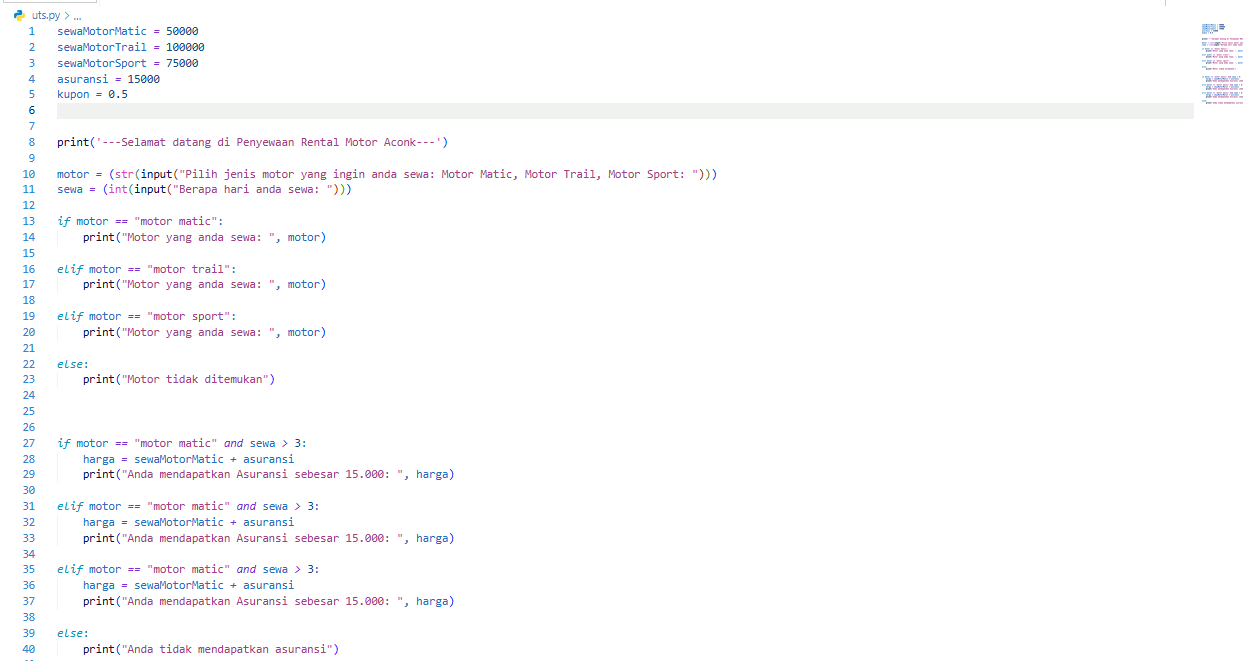 uts.py > ...
1 sewaMotorMatic = 50000
2 sewaMotorTrail = 100000
3 sewaMotorSport = 75000
4 asuransi = 15000
5 kupon = 0.5
6
7
8 print('---Selamat datang di Penyewaan Rental Motor Aconk---')
9
10 motor = (str(input("Pilih jenis motor yang ingin anda sewa: Motor Matic, Motor Trail, Motor Sport: ")))
11 sewa = (int(input("Berapa hari anda sewa: ")))
12
13 if motor == "motor matic":
14     print("Motor yang anda sewa: ", motor)
15
16 elif motor == "motor trail":
17     print("Motor yang anda sewa: ", motor)
18
19 elif motor == "motor sport":
20     print("Motor yang anda sewa: ", motor)
21
22 else:
23     print("Motor tidak ditemukan")
24
25
26
27 if motor == "motor matic" and sewa > 3:
28     harga = sewaMotorMatic + asuransi
29     print("Anda mendapatkan Asuransi sebesar 15.000: ", harga)
30
31 elif motor == "motor matic" and sewa > 3:
32     harga = sewaMotorMatic + asuransi
33     print("Anda mendapatkan Asuransi sebesar 15.000: ", harga)
34
35 elif motor == "motor matic" and sewa > 3:
36     harga = sewaMotorMatic + asuransi
37     print("Anda mendapatkan Asuransi sebesar 15.000: ", harga)
38
39 else:
40     print("Anda tidak mendapatkan asuransi")